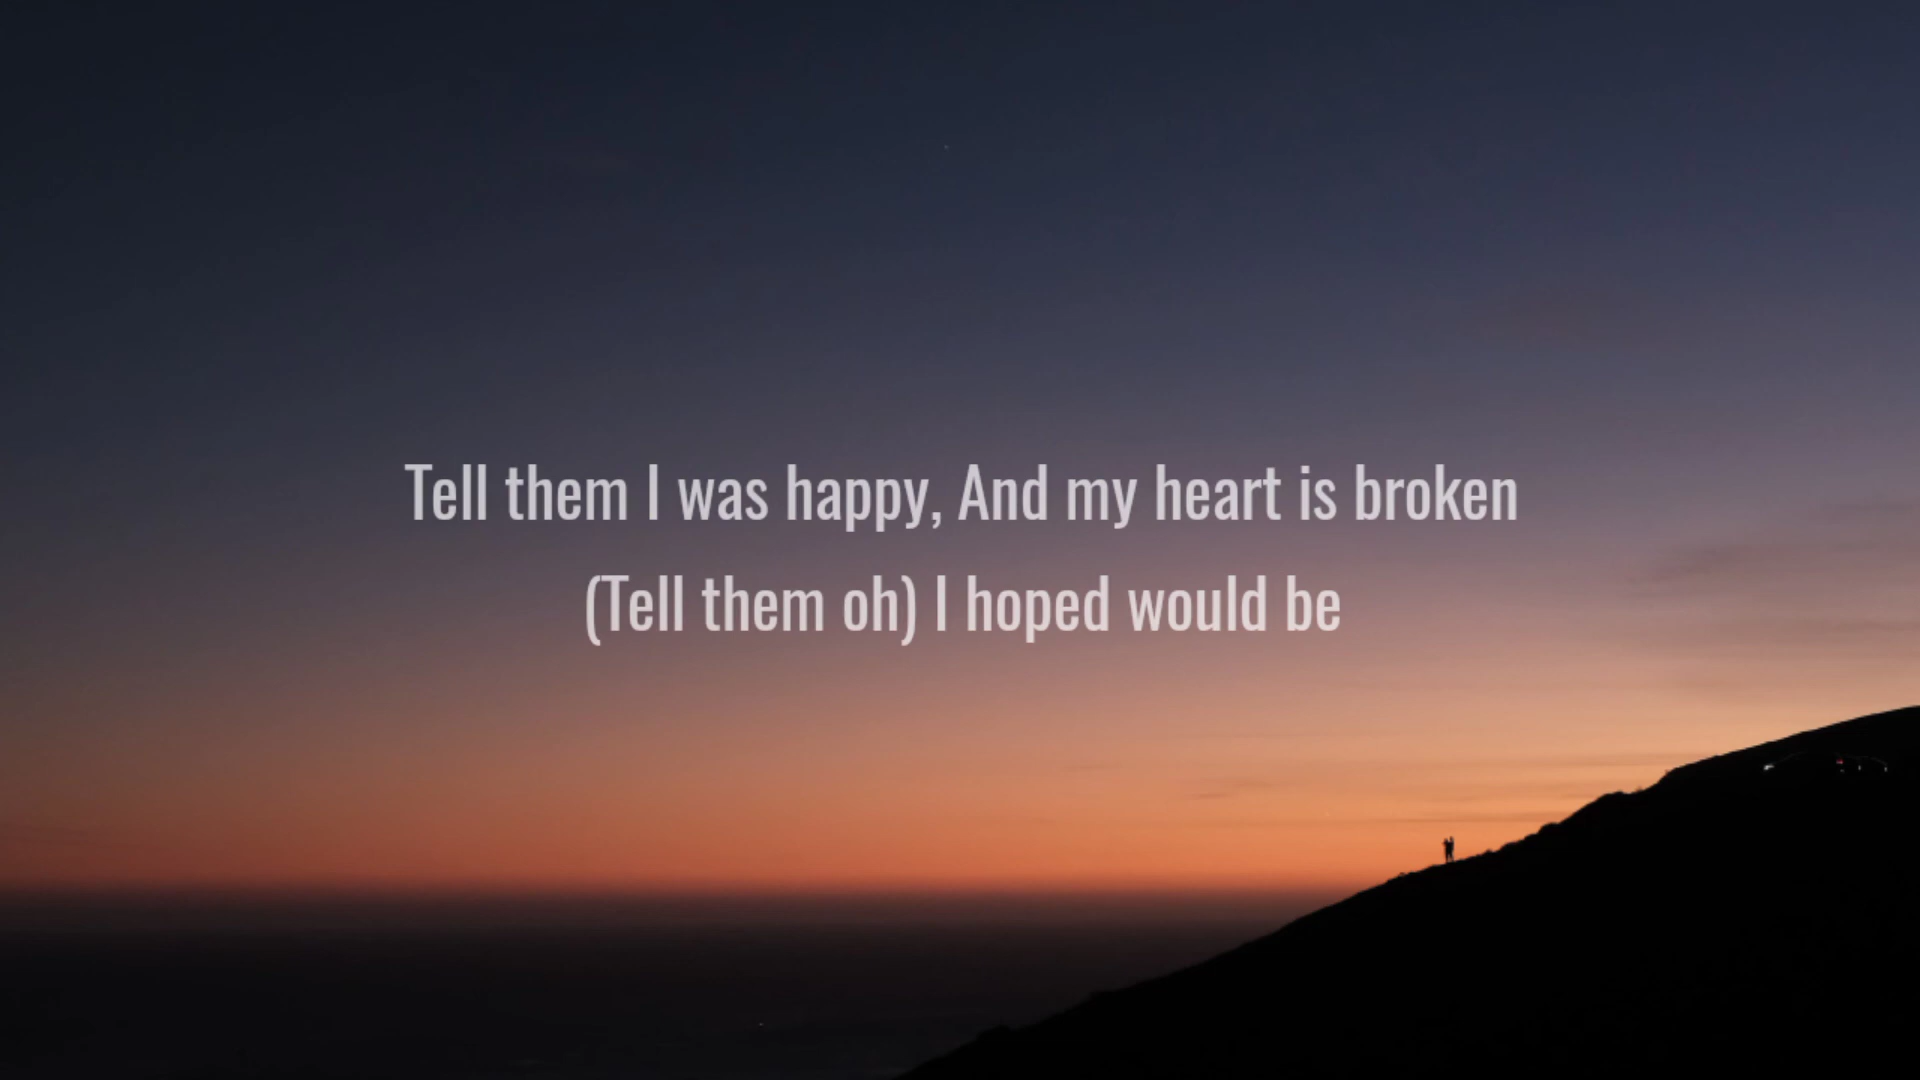 Tell them I was happy, And my heart is broken
(Tell them oh) I hoped would be